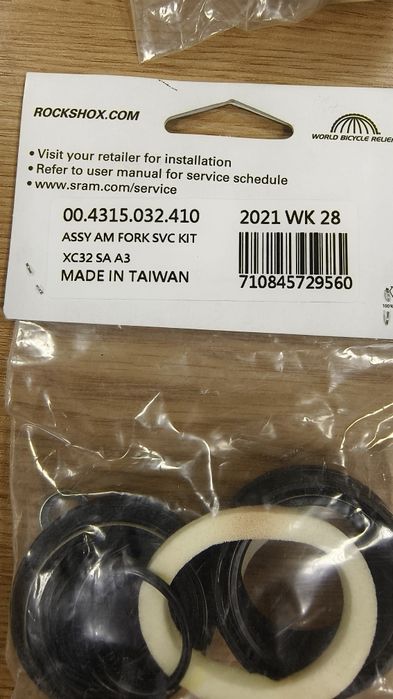 ROCKSHOX.COM
WORLD BICYCLE RELIEF
• Visit your retailer for installation
• Refer to user manual for service schedule
• www.sram.com/service
00.4315.032.410 2021 WK 28
ASSY AM FORK SVC KIT
XC32 SA A3
MADE IN TAIWAN 710845729560
100%